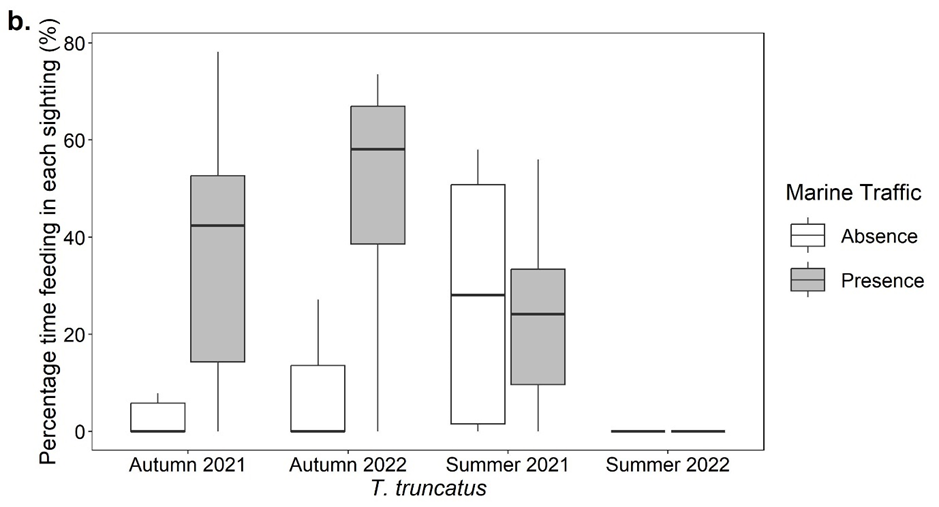 b.
Percentage time feeding in each sighting (%)
80
60
40
20
0
Autumn 2021
Autumn 2022
Summer 2021
Summer 2022
T. truncatus
Marine Traffic
Absence
Presence